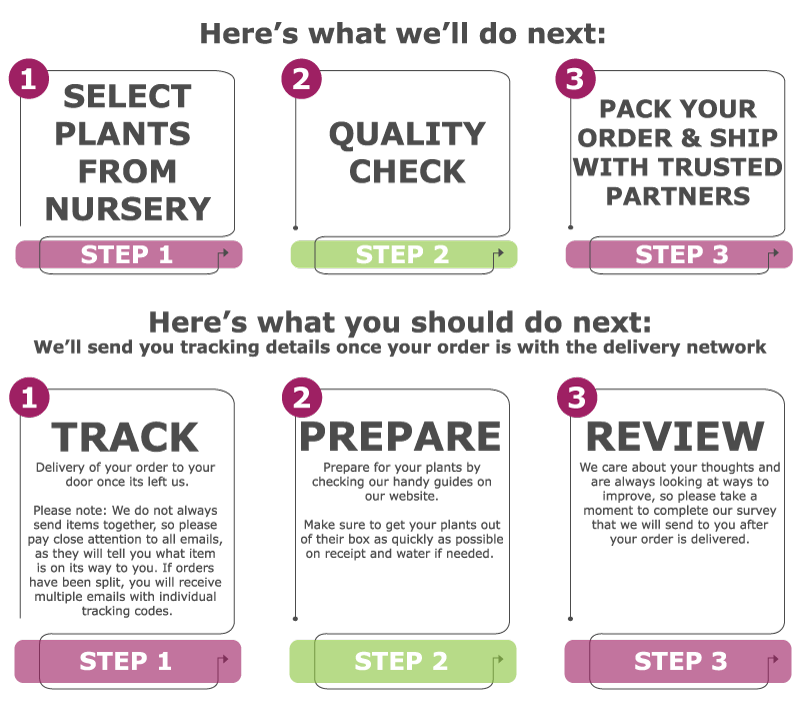 Here’s what we’ll do next:
1
SELECT
PLANTS
FROM
NURSERY
STEP 1
2
QUALITY
CHECK
STEP 2
3
PACK YOUR
ORDER & SHIP
WITH TRUSTED
PARTNERS
STEP 3
Here’s what you should do next:
We’ll send you tracking details once your order is with the delivery network
1
TRACK
Delivery of your order to your
door once its left us.
Please note: We do not always
send items together, so please
pay close attention to all emails,
as they will tell you what item
is on its way to you. If orders
have been split, you will receive
multiple emails with individual
tracking codes.
STEP 1
2
PREPARE
Prepare for your plants by
checking our handy guides on
our website.
Make sure to get your plants out
of their box as quickly as possible
on receipt and water if needed.
STEP 2
3
REVIEW
We care about your thoughts and
are always looking at ways to
improve, so please take a
moment to complete our survey
that we will send to you after
your order is delivered.
STEP 3